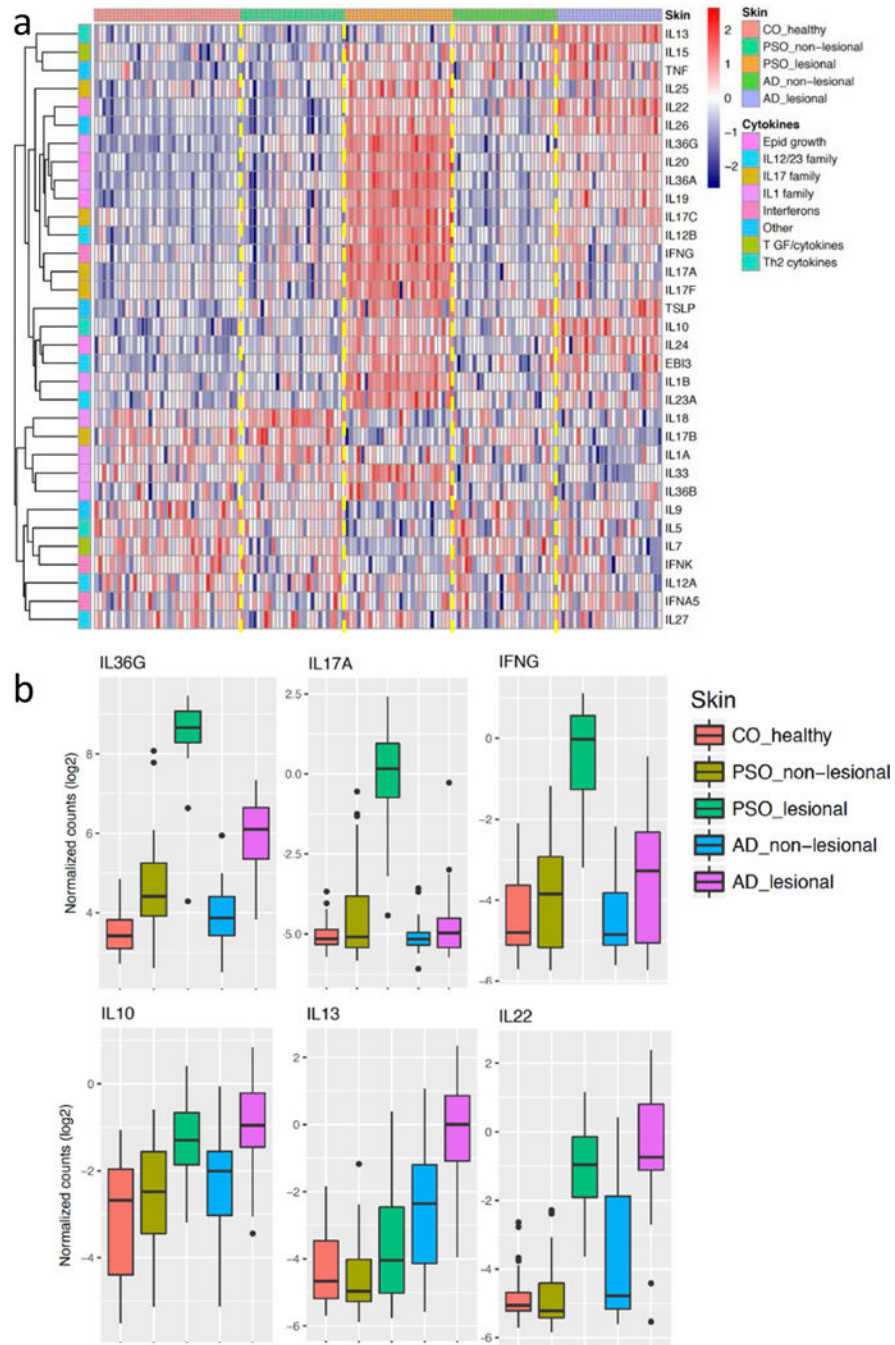 a
Skin
IL13
IL15
TNF
IL25
IL22
IL26
IL36G
IL20
IL36A
IL19
IL17C
IL12B
IFNG
IL17A
IL17F
TSLP
IL10
IL24
EBI3
IL1B
IL23A
IL18
IL17B
IL1A
IL33
IL36B
IL9
IL5
IL7
IFNK
IL12A
IFNA5
IL27
2
1
0
−1
−2
Skin
CO_healthy
PSO_non-lesional
PSO_lesional
AD_non-lesional
AD_lesional
Cytokines
Epid growth
IL12/23 family
IL17 family
IL1 family
Interferons
Other
T GF/cytokines
Th2 cytokines
b
IL36G
Normalized counts (log2)
8
6
4
IL17A
2.5
0.0
-2.5
-5.0
IFNG
0
-2
-4
-6
Skin
CO_healthy
PSO_non-lesional
PSO_lesional
AD_non-lesional
AD_lesional
IL10
Normalized counts (log2)
0
-2
-4
IL13
2
0
-2
-4
-6
IL22
2
0
-2
-4
-6